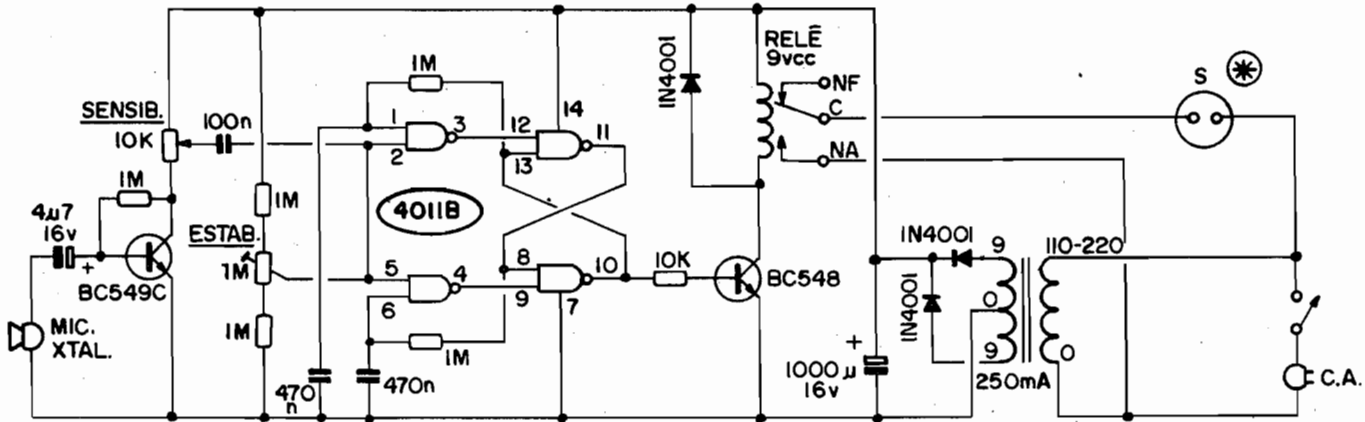 SENSIB.
10K
100n
1M
4µ7
16v
+
BC549C
MIC.
XTAL.
1M
ESTAB.
1M
1M
1M
1
2
3
4011B
5
6
4
1M
470
n
470n
12
13
14
11
8
9
10
7
10K
BC548
1N4001
RELÉ
9vcc
NF
C
NA
S
1N4001
1N4001
9
0
9
250mA
110-220
0
+
1000µ
16v
C.A.